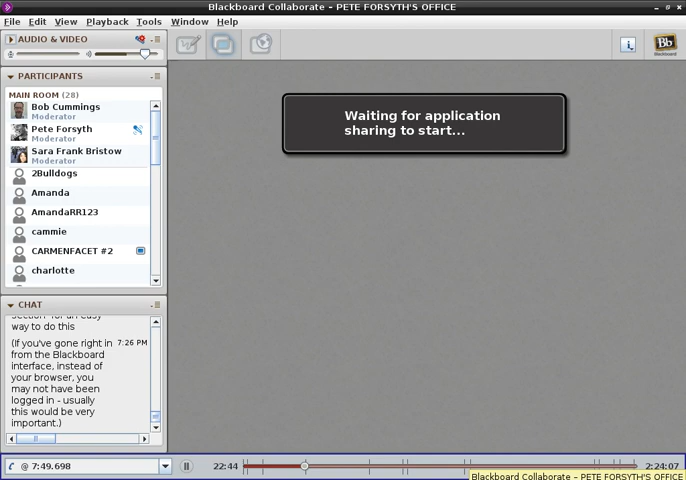 Blackboard Collaborate – PETE FORSYTH'S OFFICE
File Edit View Playback Tools Window Help
AUDIO & VIDEO
PARTICIPANTS
MAIN ROOM (28)
Bob Cummings
Moderator
Pete Forsyth
Moderator
Sara Frank Bristow
Moderator
2Bulldogs
Amanda
AmandaRR123
cammie
CARMENFACET #2
charlotte
CHAT
way to do this
(If you've gone right in 7:26 PM
from the Blackboard
interface, instead of
your browser, you
may not have been
logged in - usually
this would be very
important.)
Waiting for application
sharing to start...
i
Bb
Blackboard
@ 7:49.698
22:44
2:24:07
Blackboard Collaborate – PETE FORSYTH'S OFFICE